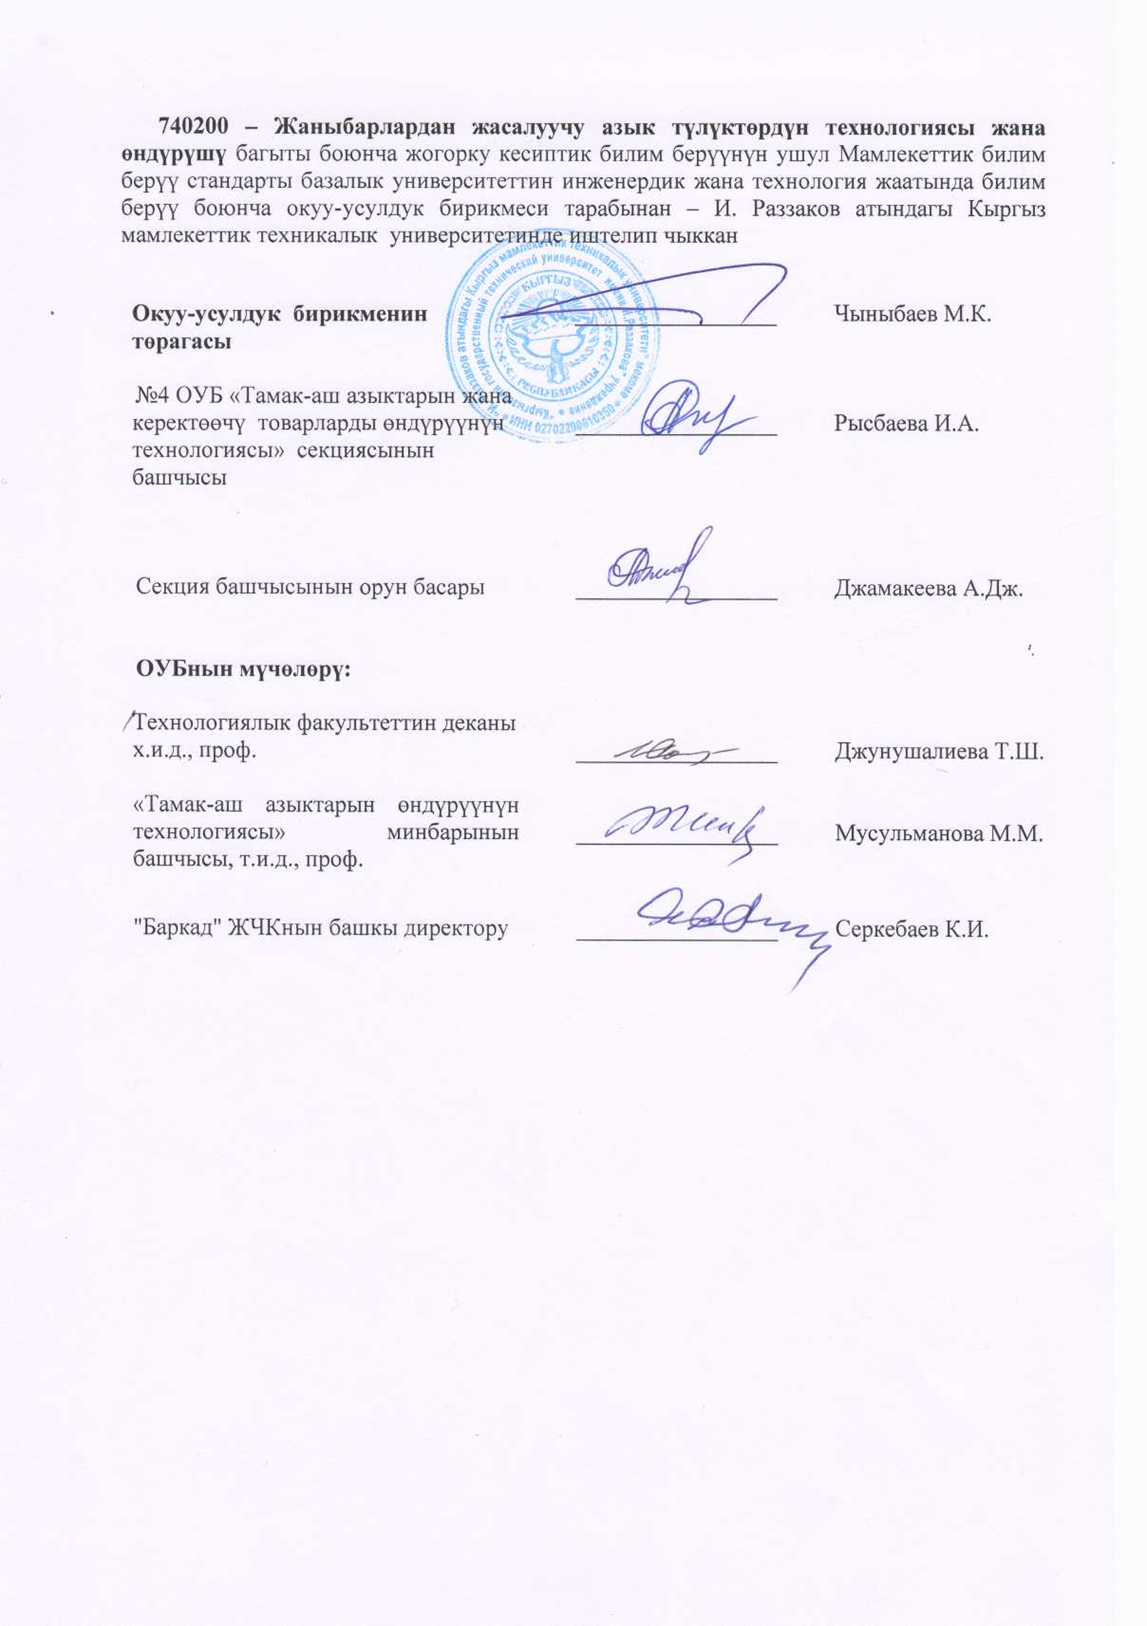 740200 – Жаныбарлардан жасалуучу азык түлүктөрдүн технологиясы жана
өндүрүшү багыты боюнча жогорку кесиптик билим берүүнүн ушул Мамлекеттик билим
берүү стандарты базалык университеттин инженердик жана технология жаатында билим
берүү боюнча окуу-усулдук бирикмеси тарабынан – И. Раззаков атындагы Кыргыз
мамлекеттик техникалык университетинде иштелип чыккан
Окуу-усулдук бирикменин
төрагасы
Чыныбаев М.К.
№4 ОУБ «Тамак-аш азыктарын жана
керектөөчү товарларды өндүрүүнүн
технологиясы» секциясынын
башчысы
Рысбаева И.А.
Секция башчысынын орун басары
Джамакеева А.Дж.
ОУБнын мүчөлөрү:
Технологиялык факультеттин деканы
х.и.д., проф.
Джунушалиева Т.Ш.
«Тамак-аш азыктарын өндүрүүнүн
технологиясы» минбарынын
башчысы, т.и.д., проф.
Мусульманова М.М.
"Баркад" ЖЧКнын башкы директору
Серкебаев К.И.